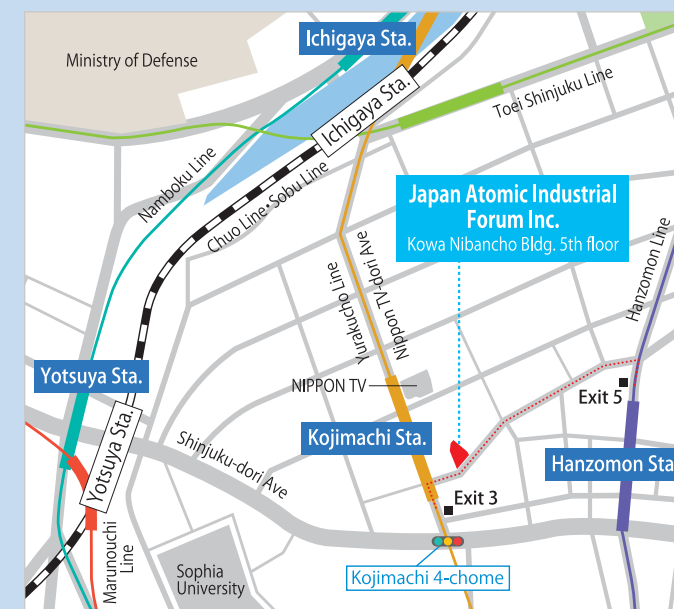 Ichigaya Sta.
Ministry of Defense
Ichigaya Sta.
Toei Shinjuku Line
Namboku Line
Chuo Line・Sobu Line
Japan Atomic Industrial
Forum Inc.
Kowa Nibancho Bldg. 5th floor
Hanzomon Line
Yurakucho Line
Nippon TV-dori Ave
Yotsuya Sta.
NIPPON TV
Exit 5
Yotsuya Sta.
Shinjuku-dori Ave
Kojimachi Sta.
Hanzomon Sta
Exit 3
Marunouchi
Line
Sophia
University
Kojimachi 4-chome